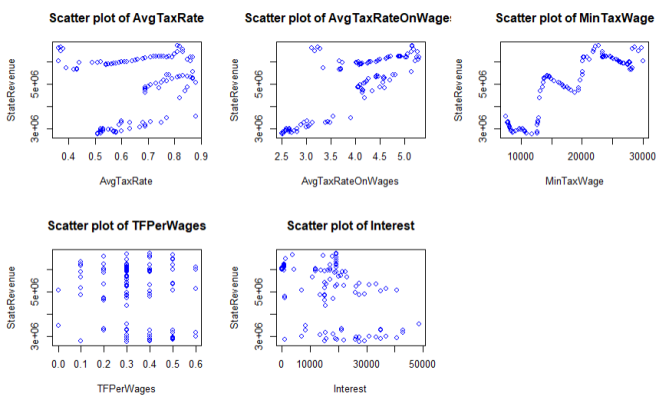 Scatter plot of AvgTaxRate
StateRevenue
3e+06 5e+06
0.4 0.5 0.6 0.7 0.8 0.9
AvgTaxRate
Scatter plot of AvgTaxRateOnWages
StateRevenue
3e+06 5e+06
2.5 3.0 3.5 4.0 4.5 5.0
AvgTaxRateOnWages
Scatter plot of MinTaxWage
StateRevenue
3e+06 5e+06
10000 20000 30000
MinTaxWage
Scatter plot of TFPerWages
StateRevenue
3e+06 5e+06
0.0 0.1 0.2 0.3 0.4 0.5 0.6
TFPerWages
Scatter plot of Interest
StateRevenue
3e+06 5e+06
0 10000 30000 50000
Interest